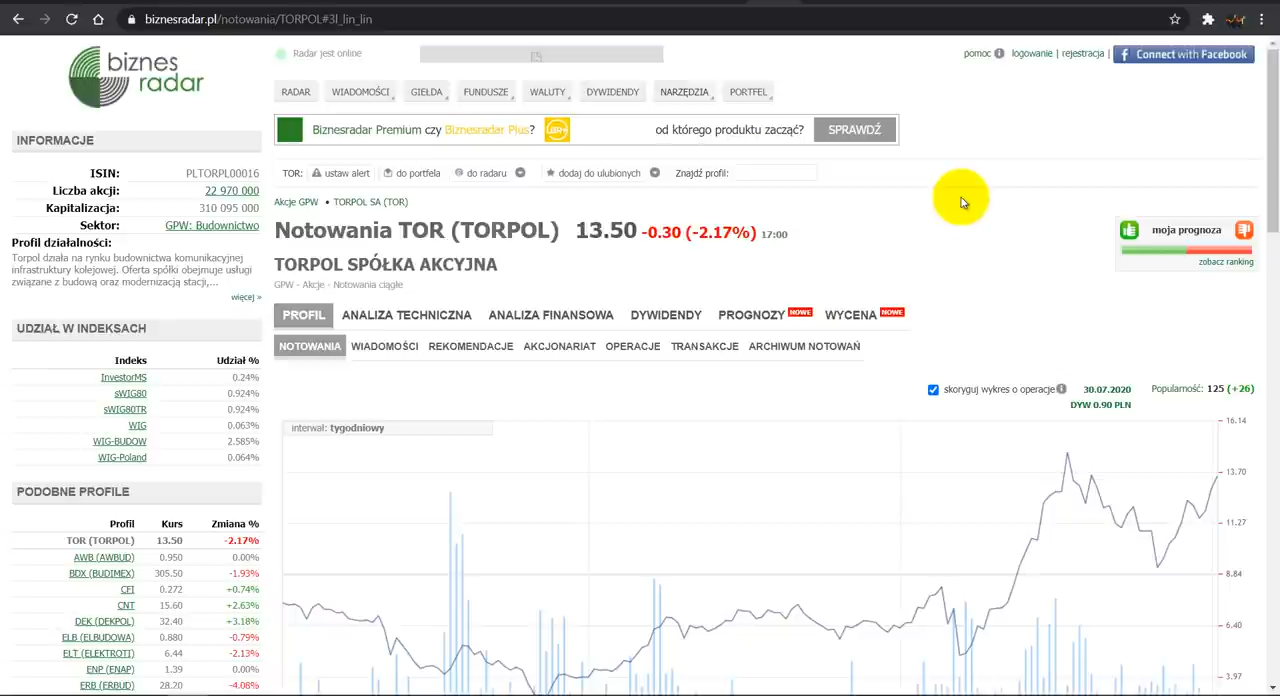 biznesradar.pl/notowania/TORPOL#3l_lin_lin
biznes
radar
Radar jest online
pomoc
logowanie | rejestracja |
Connect with Facebook
RADAR
WIADOMOŚCI
GIEŁDA
FUNDUSZE
WALUTY
DYWIDENDY
NARZĘDZIA
PORTFEL
Biznesradar Premium czy Biznesradar Plus?
od którego produktu zacząć?
SPRAWDŹ
TOR:
ustaw alert
do portfela
do radaru
dodaj do ulubionych
Znajdź profil:
Akcje GPW • TORPOL SA (TOR)
Notowania TOR (TORPOL) 13.50 -0.30 (-2.17%) 17:00
TORPOL SPÓŁKA AKCYJNA
GPW - Akcje - Notowania ciągłe
moja prognoza
zobacz ranking
PROFIL
ANALIZA TECHNICZNA
ANALIZA FINANSOWA
DYWIDENDY
PROGNOZY NOWE
WYCENA NOWE
NOTOWANIA
WIADOMOŚCI
REKOMENDACJE
AKCJONARIAT
OPERACJE
TRANSAKCJE
ARCHIWUM NOTOWAŃ
skoryguj wykres o operacje
30.07.2020
DYW 0.90 PLN
Popularność: 125 (+26)
interwał: tygodniowy
16.14
13.70
11.27
8.84
6.40
3.97
INFORMACJE
ISIN: PLTORPL00016
Liczba akcji: 22 970 000
Kapitalizacja: 310 095 000
Sektor: GPW: Budownictwo
Profil działalności:
Torpol działa na rynku budownictwa komunikacyjnej
infrastruktury kolejowej. Oferta spółki obejmuje usługi
związane z budową oraz modernizacją stacji,...
więcej »
UDZIAŁ W INDEKSACH
Indeks Udział %
InvestorMS 0.24%
sWIG80 0.924%
sWIG80TR 0.924%
WIG 0.063%
WIG-BUDOW 2.585%
WIG-Poland 0.064%
PODOBNE PROFILE
Profil Kurs Zmiana %
TOR (TORPOL) 13.50 -2.17%
AWB (AWBUD) 0.950 0.00%
BDX (BUDIMEX) 305.50 -1.93%
CFI 0.272 +0.74%
CNT 15.60 +2.63%
DEK (DEKPOL) 32.40 +3.18%
ELB (ELBUDOWA) 0.880 -0.79%
ELT (ELEKTROTI) 6.44 -2.13%
ENP (ENAP) 1.39 0.00%
ERB (ERBUD) 28.20 -4.08%